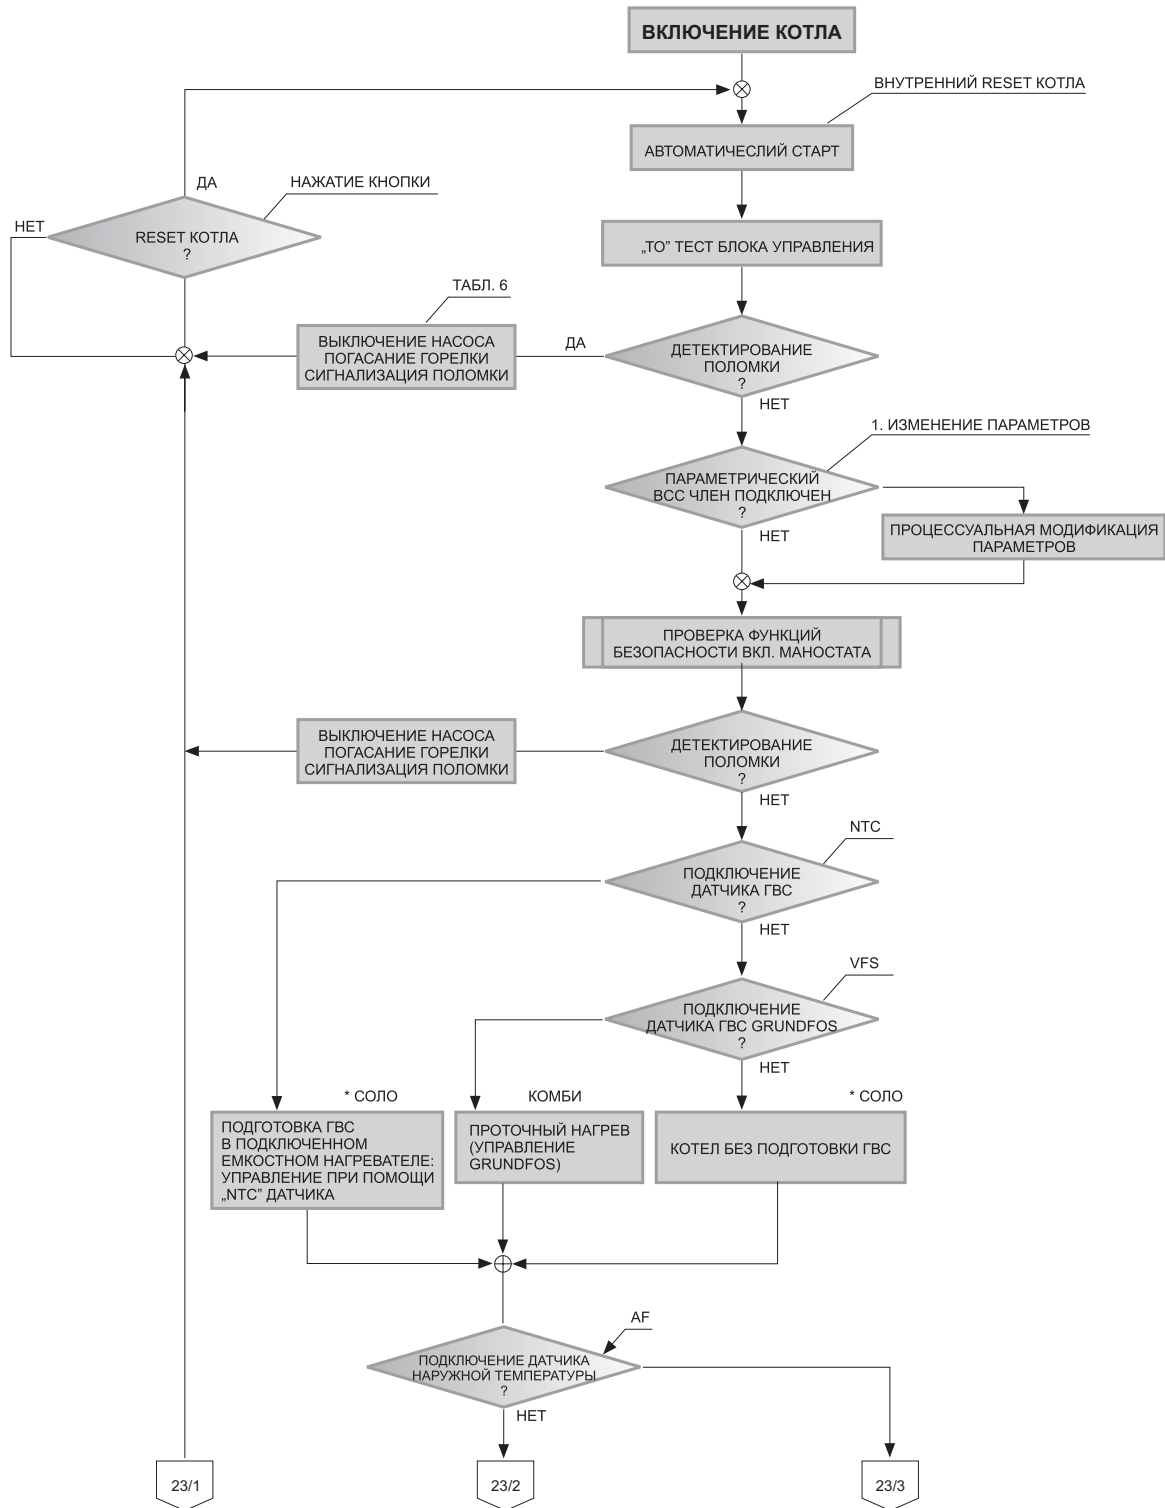 ВКЛЮЧЕНИЕ КОТЛА
ВНУТРЕННИЙ RESET КОТЛА
АВТОМАТИЧЕСЛИЙ СТАРТ
ДА
НАЖАТИЕ КНОПКИ
НЕТ
RESET КОТЛА
?
„ТО” ТЕСТ БЛОКА УПРАВЛЕНИЯ
ТАБЛ. 6
ВЫКЛЮЧЕНИЕ НАСОСА
ПОГАСАНИЕ ГОРЕЛКИ
СИГНАЛИЗАЦИЯ ПОЛОМКИ
ДА
ДЕТЕКТИРОВАНИЕ
ПОЛОМКИ
?
НЕТ
1. ИЗМЕНЕНИЕ ПАРАМЕТРОВ
ПАРАМЕТРИЧЕСКИЙ
ВСС ЧЛЕН ПОДКЛЮЧЕН
?
НЕТ
ПРОЦЕССУАЛЬНАЯ МОДИФИКАЦИЯ
ПАРАМЕТРОВ
ПРОВЕРКА ФУНКЦИЙ
БЕЗОПАСНОСТИ ВКЛ. МАНОСТАТА
ВЫКЛЮЧЕНИЕ НАСОСА
ПОГАСАНИЕ ГОРЕЛКИ
СИГНАЛИЗАЦИЯ ПОЛОМКИ
ДЕТЕКТИРОВАНИЕ
ПОЛОМКИ
?
НЕТ
NTC
ПОДКЛЮЧЕНИЕ
ДАТЧИКА ГВС
?
НЕТ
VFS
ПОДКЛЮЧЕНИЕ
ДАТЧИКА ГВС GRUNDFOS
?
НЕТ
* СОЛО
КОМБИ
* СОЛО
ПОДГОТОВКА ГВС
В ПОДКЛЮЧЕННОМ
ЕМКОСТНОМ НАГРЕВАТЕЛЕ:
УПРАВЛЕНИЕ ПРИ ПОМОЩИ
„NTC” ДАТЧИКА
ПРОТОЧНЫЙ НАГРЕВ
(УПРАВЛЕНИЕ
GRUNDFOS)
КОТЕЛ БЕЗ ПОДГОТОВКИ ГВС
AF
ПОДКЛЮЧЕНИЕ ДАТЧИКА
НАРУЖНОЙ ТЕМПЕРАТУРЫ
?
НЕТ
23/1
23/2
23/3